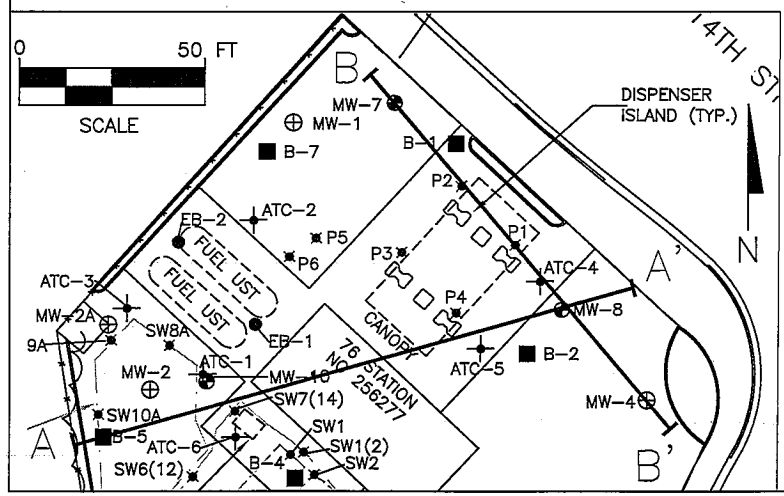 0 50 FT
SCALE
14TH ST
B
MW-7
MW-1
DISPENSER
ISLAND (TYP.)
B-7
B-1
P2
ATC-2
EB-2
P5
P6
P1
P3
FUEL UST
FUEL UST
ATC-4
A'
N
ATC-3
MW-2A
P4
MW-8
9A
SW8A
EB-1
CANOPY
ATC-5
B-2
76 STATION
NO. 256277
ATC-1
MW-2
MW-10
MW-4
SW10A
SW7(14)
A
B-5
ATC-6
SW1
SW1(2)
B'
SW6(12)
B-4
SW2